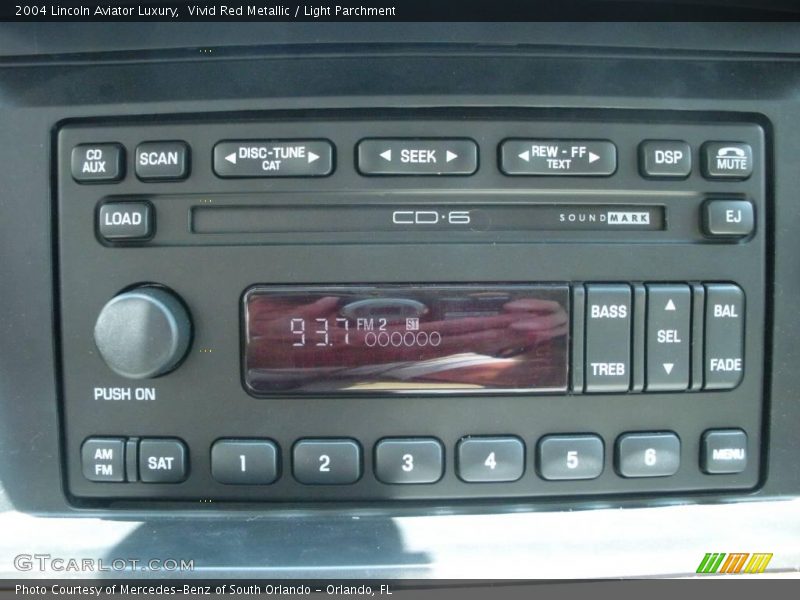 2004 Lincoln Aviator Luxury,  Vivid Red Metallic / Light Parchment
CD AUX
SCAN
DISC-TUNE CAT
SEEK
REW - FF TEXT
DSP
MUTE
LOAD
CD·6
SOUNDMARK
EJ
93.7 FM 2 ST
000000
BASS
TREB
SEL
BAL
FADE
PUSH ON
AM FM
SAT
1
2
3
4
5
6
MENU
GTCARLOT.COM
Photo Courtesy of Mercedes-Benz of South Orlando - Orlando, FL